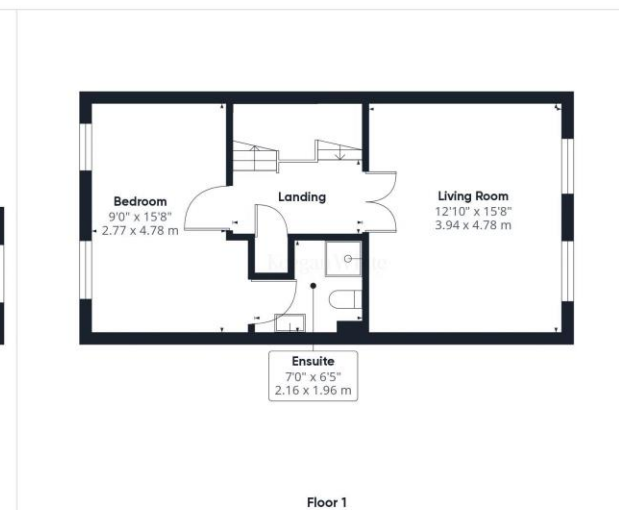 Bedroom
9'0" x 15'8"
2.77 x 4.78 m
Landing
Living Room
12'10" x 15'8"
3.94 x 4.78 m
Ensuite
7'0" x 6'5"
2.16 x 1.96 m
Floor 1